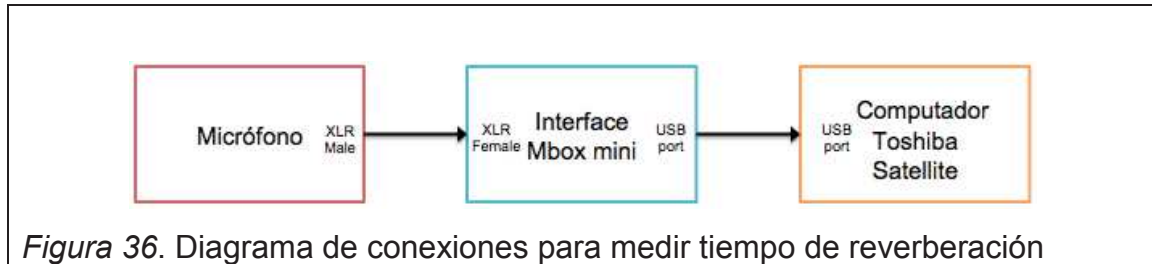 Micrófono
XLR
Male
XLR
Female
Interface
Mbox mini
USB
port
USB
port
Computador
Toshiba
Satellite
Figura 36. Diagrama de conexiones para medir tiempo de reverberación